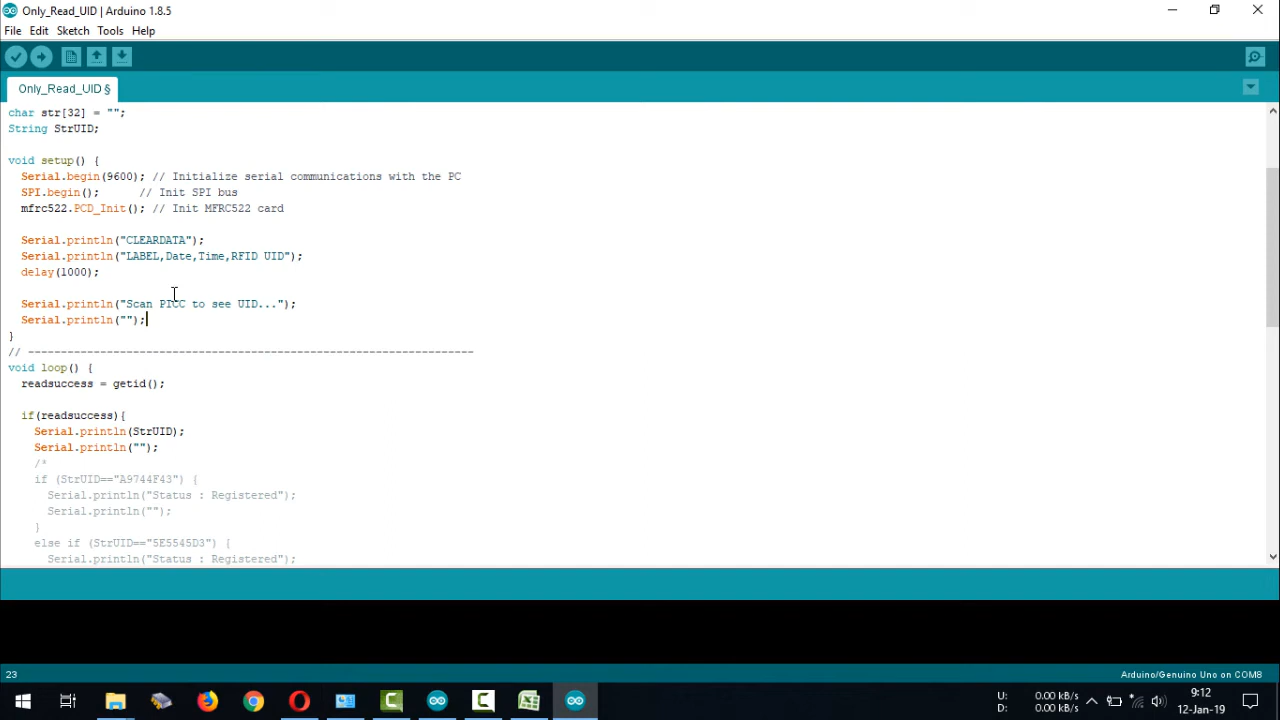 Only_Read_UID | Arduino 1.8.5
File Edit Sketch Tools Help
Only_Read_UID §
char str[32] = "";
String StrUID;
void setup() {
Serial.begin(9600); // Initialize serial communications with the PC
SPI.begin(); // Init SPI bus
mfrc522.PCD_Init(); // Init MFRC522 card
Serial.println("CLEARDATA");
Serial.println("LABEL,Date,Time,RFID UID");
delay(1000);
Serial.println("Scan PICC to see UID...");
Serial.println("");
}
// --------------------------------------------------------------------
void loop() {
readsuccess = getid();
if(readsuccess){
Serial.println(StrUID);
Serial.println("");
/*
if (StrUID=="A9744F43") {
Serial.println("Status : Registered");
Serial.println("");
}
else if (StrUID=="5E5545D3") {
Serial.println("Status : Registered");
23
Arduino/Genuino Uno on COM8
U: 0.00 kB/s
D: 0.00 kB/s
9:12
12-Jan-19